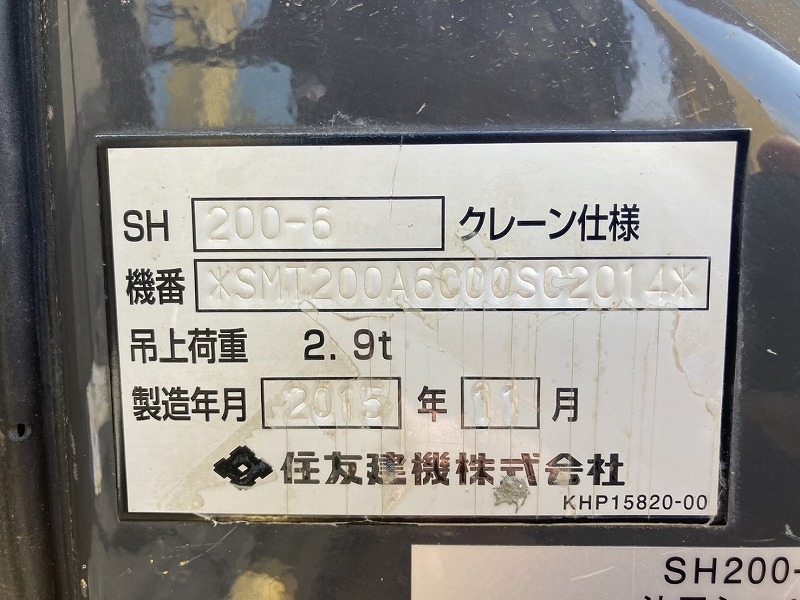 SH 200-6 クレーン仕様
機番 *SMT200A6C00SC2014*
吊上荷重 2.9t
製造年月 2015 年 11 月
住友建機株式会社
KHP15820-00
SH200-